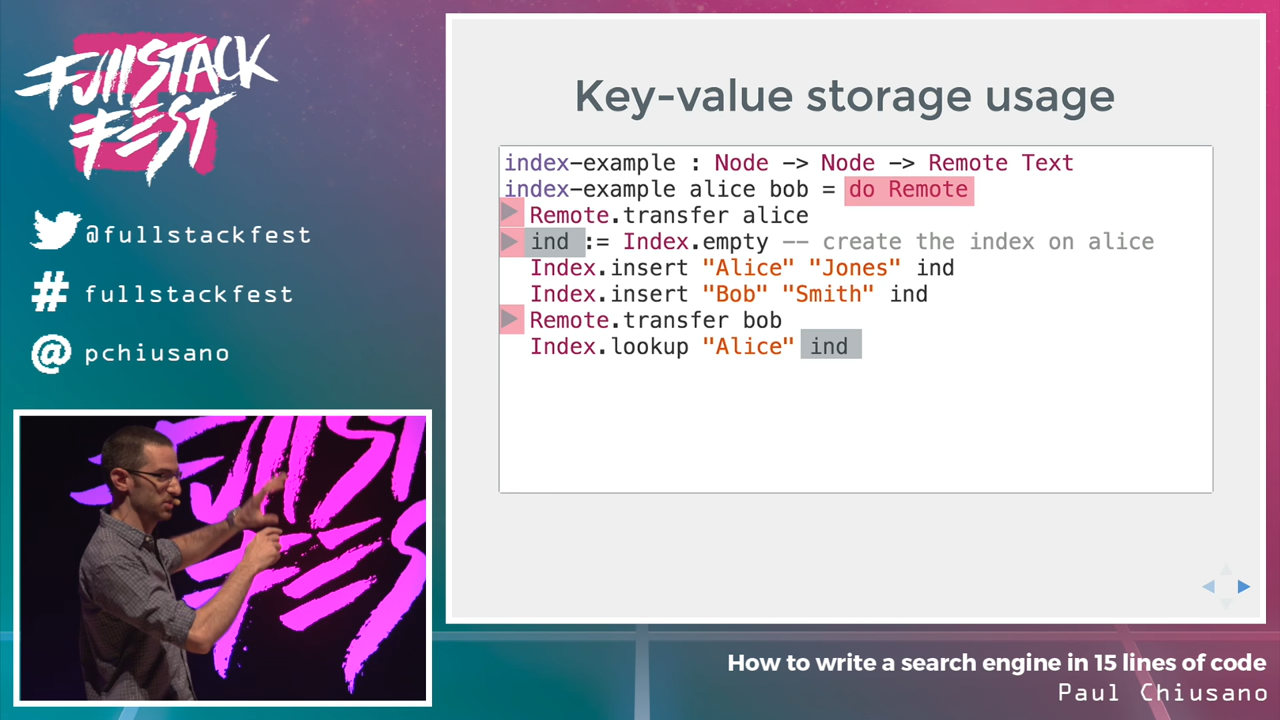 FullSTACK
FEST
@fullstackfest
# fullstackfest
@ pchiusano
Key-value storage usage
index-example : Node -> Node -> Remote Text
index-example alice bob = do Remote
Remote.transfer alice
ind := Index.empty -- create the index on alice
Index.insert "Alice" "Jones" ind
Index.insert "Bob" "Smith" ind
Remote.transfer bob
Index.lookup "Alice" ind
How to write a search engine in 15 lines of code
Paul Chiusano